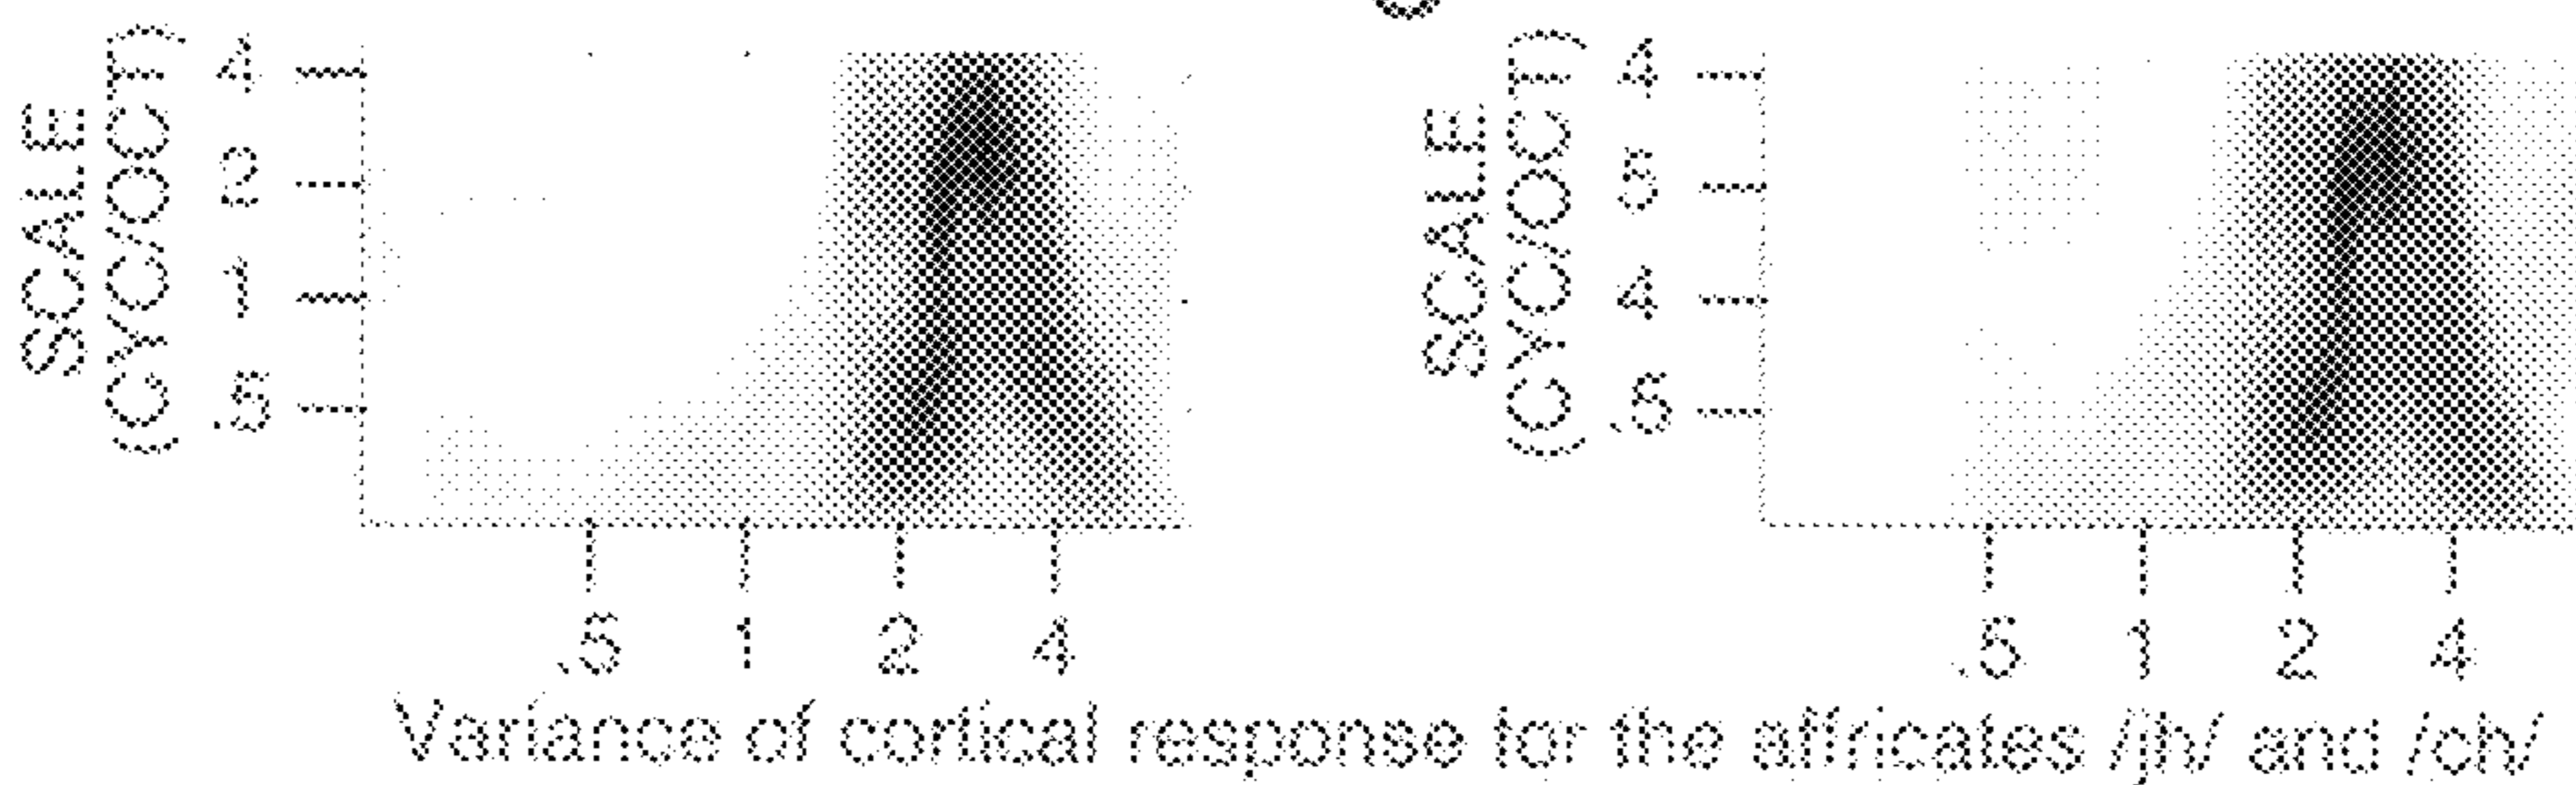 SCALE
(CYC/OCT)
4
2
1
.5
.5 1 2 4
SCALE
(CYC/OCT)
4
5
4
.5
.5 1 2 4
Variance of cortical response for the affricates /jh/ and /ch/